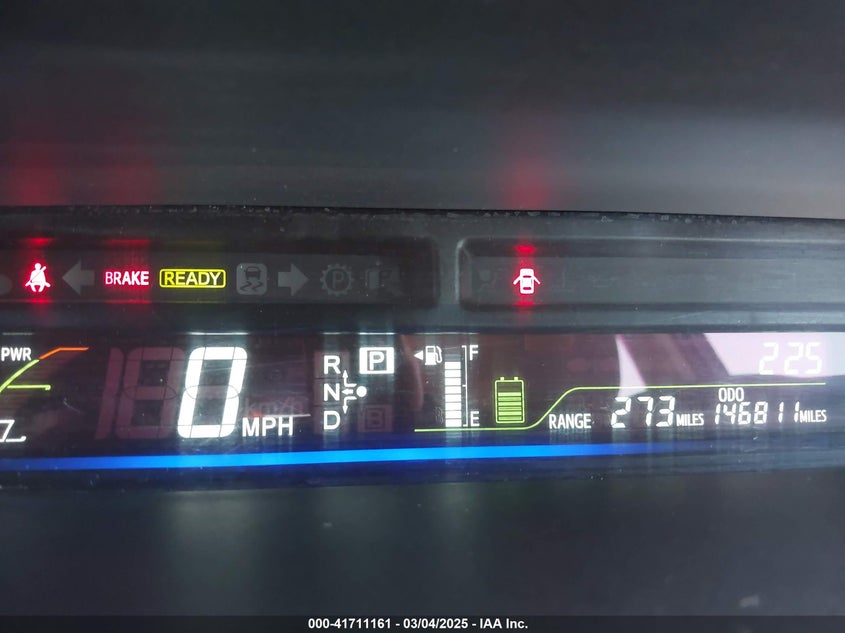 BRAKE READY P
PWR
0 MPH
R P
N
D B
F
E
225
RANGE 273 MILES
ODO
146811 MILES
000-41711161 - 03/04/2025 - IAA Inc.